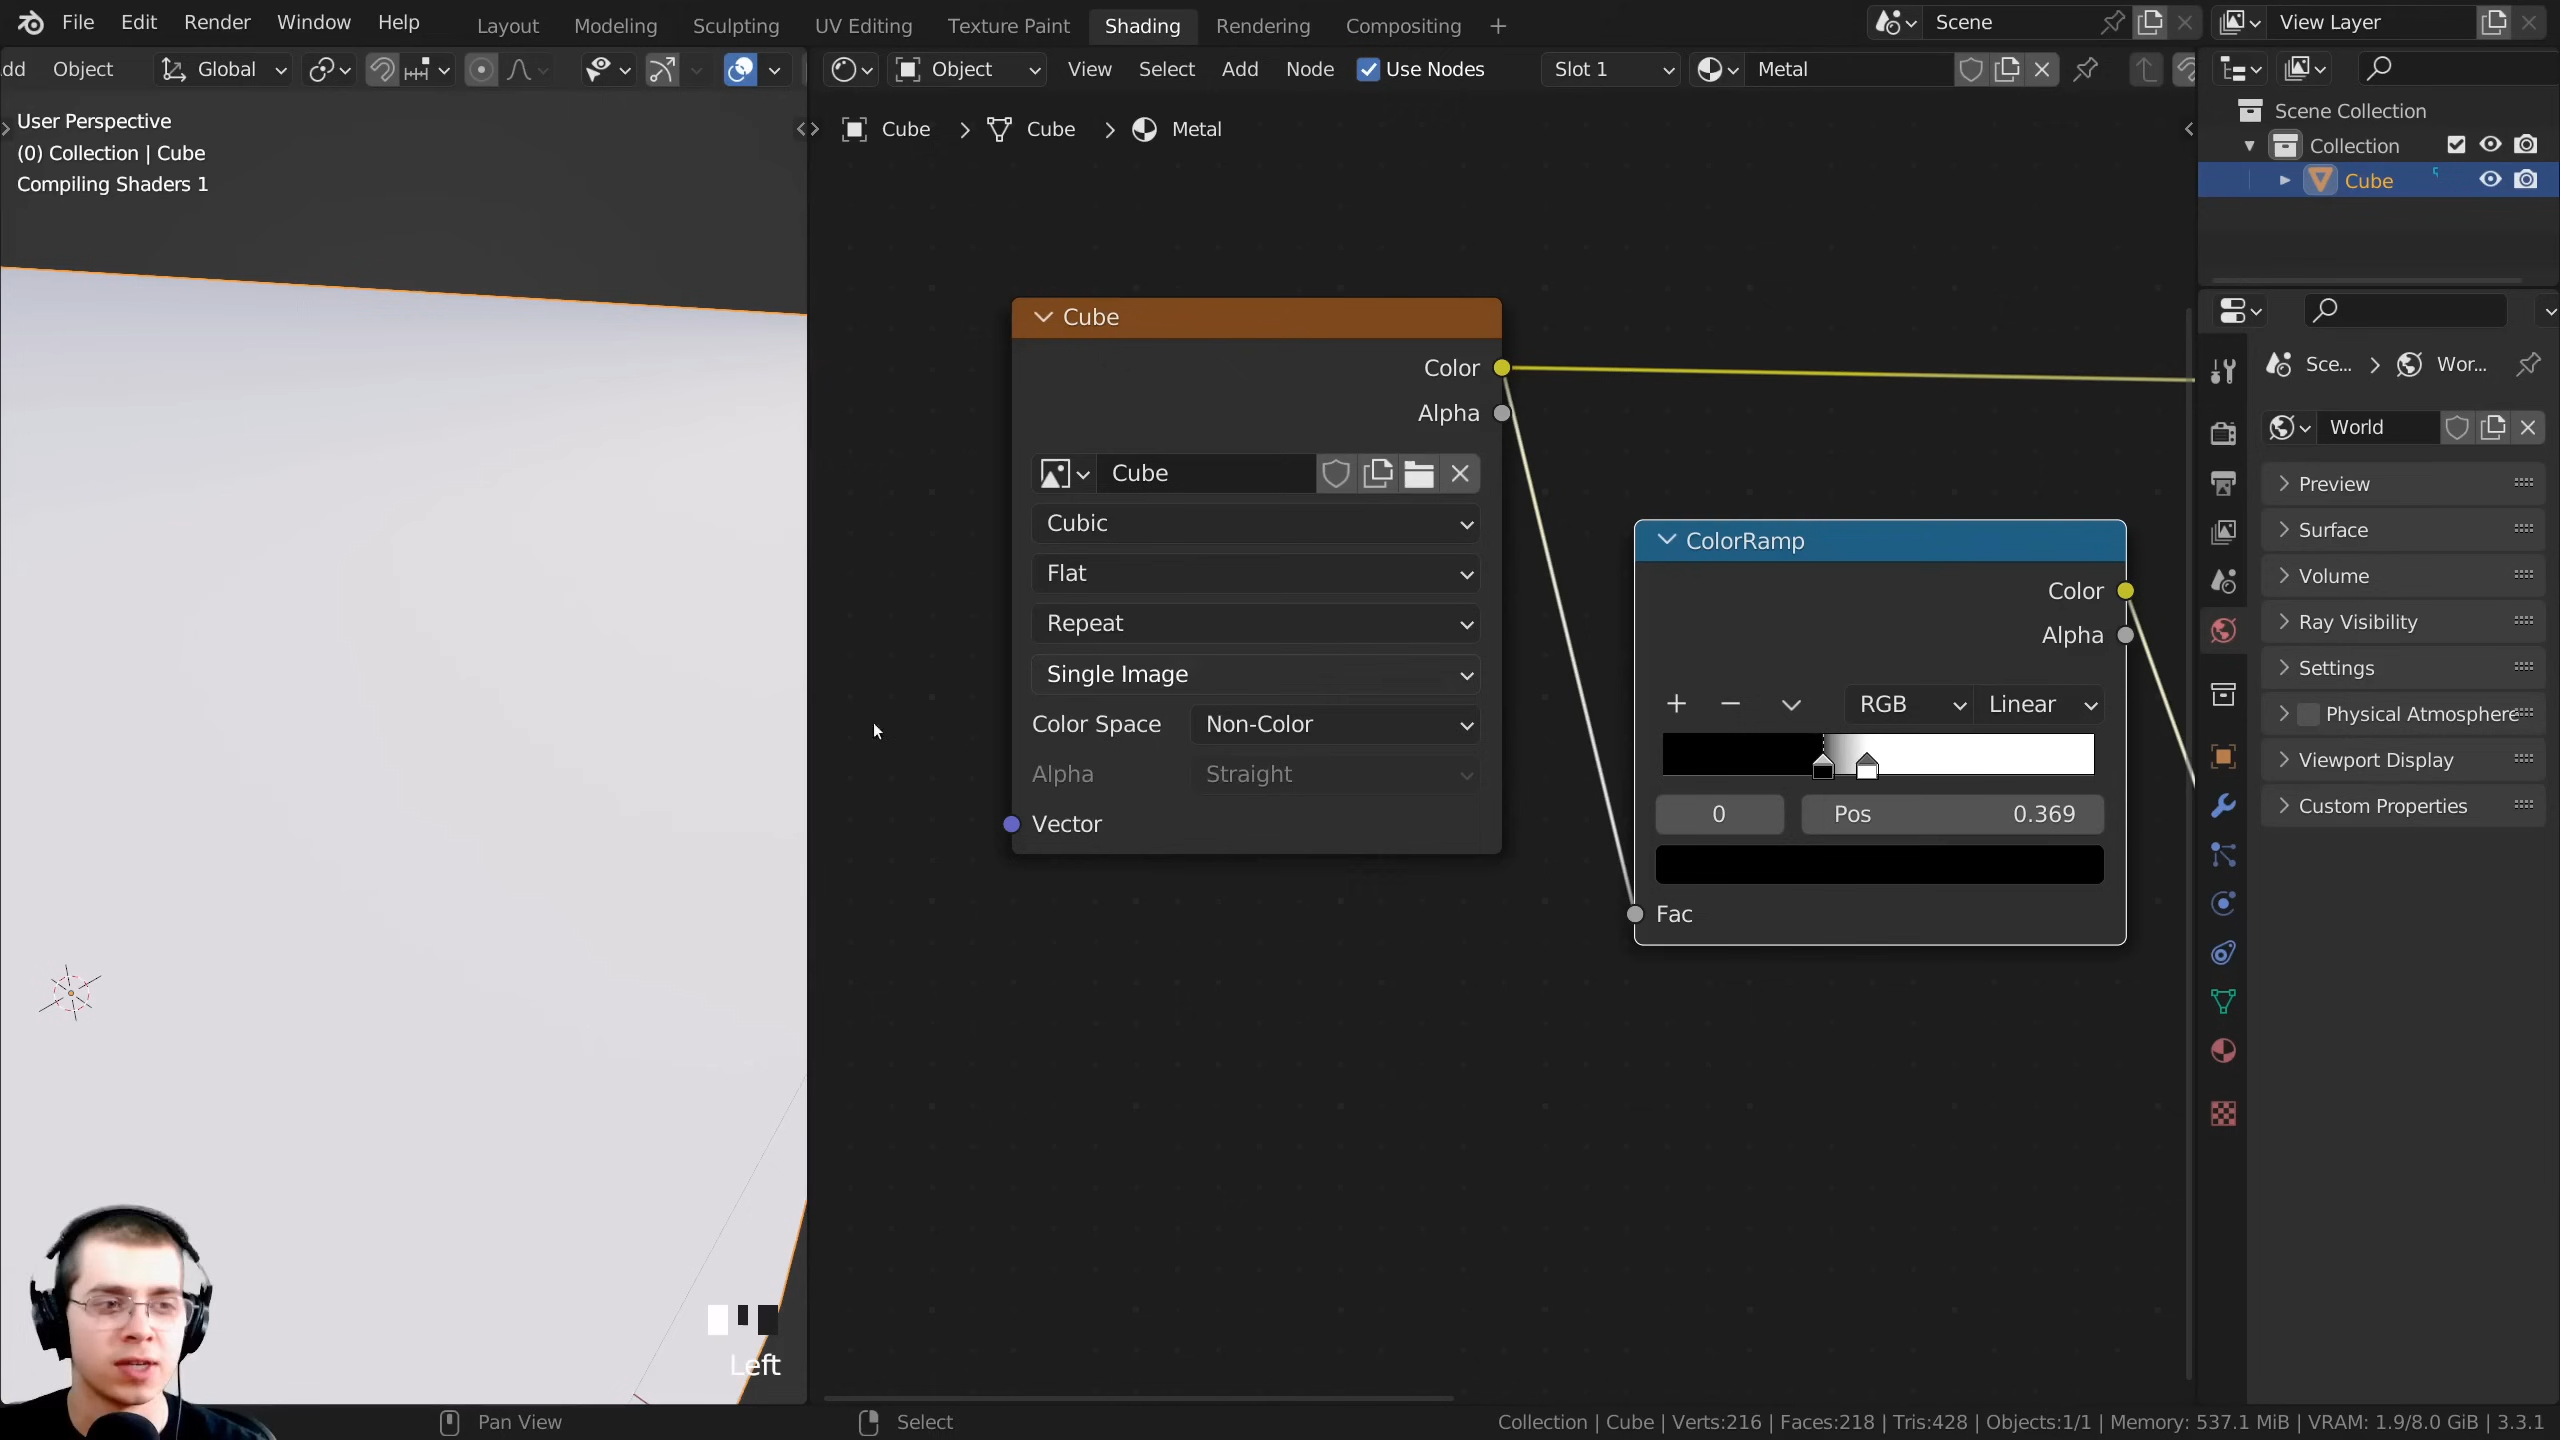 File Edit Render Window Help Layout Modeling Sculpting UV Editing Texture Paint Shading Rendering Compositing + Scene View Layer
dd Object Global Object View Select Add Node Use Nodes Slot 1 Metal
User Perspective
(0) Collection | Cube
Compiling Shaders 1
Cube > Cube > Metal
Scene Collection
Collection
Cube
Cube
Color
Alpha
Cube
Cubic
Flat
Repeat
Single Image
Color Space Non-Color
Alpha Straight
Vector
ColorRamp
Color
Alpha
RGB Linear
0 Pos 0.369
Fac
Sce... Wor...
World
Preview
Surface
Volume
Ray Visibility
Settings
Physical Atmosphere
Viewport Display
Custom Properties
Left
Pan View Select Collection | Cube | Verts:216 | Faces:218 | Tris:428 | Objects:1/1 | Memory: 537.1 MiB | VRAM: 1.9/8.0 GiB | 3.3.1